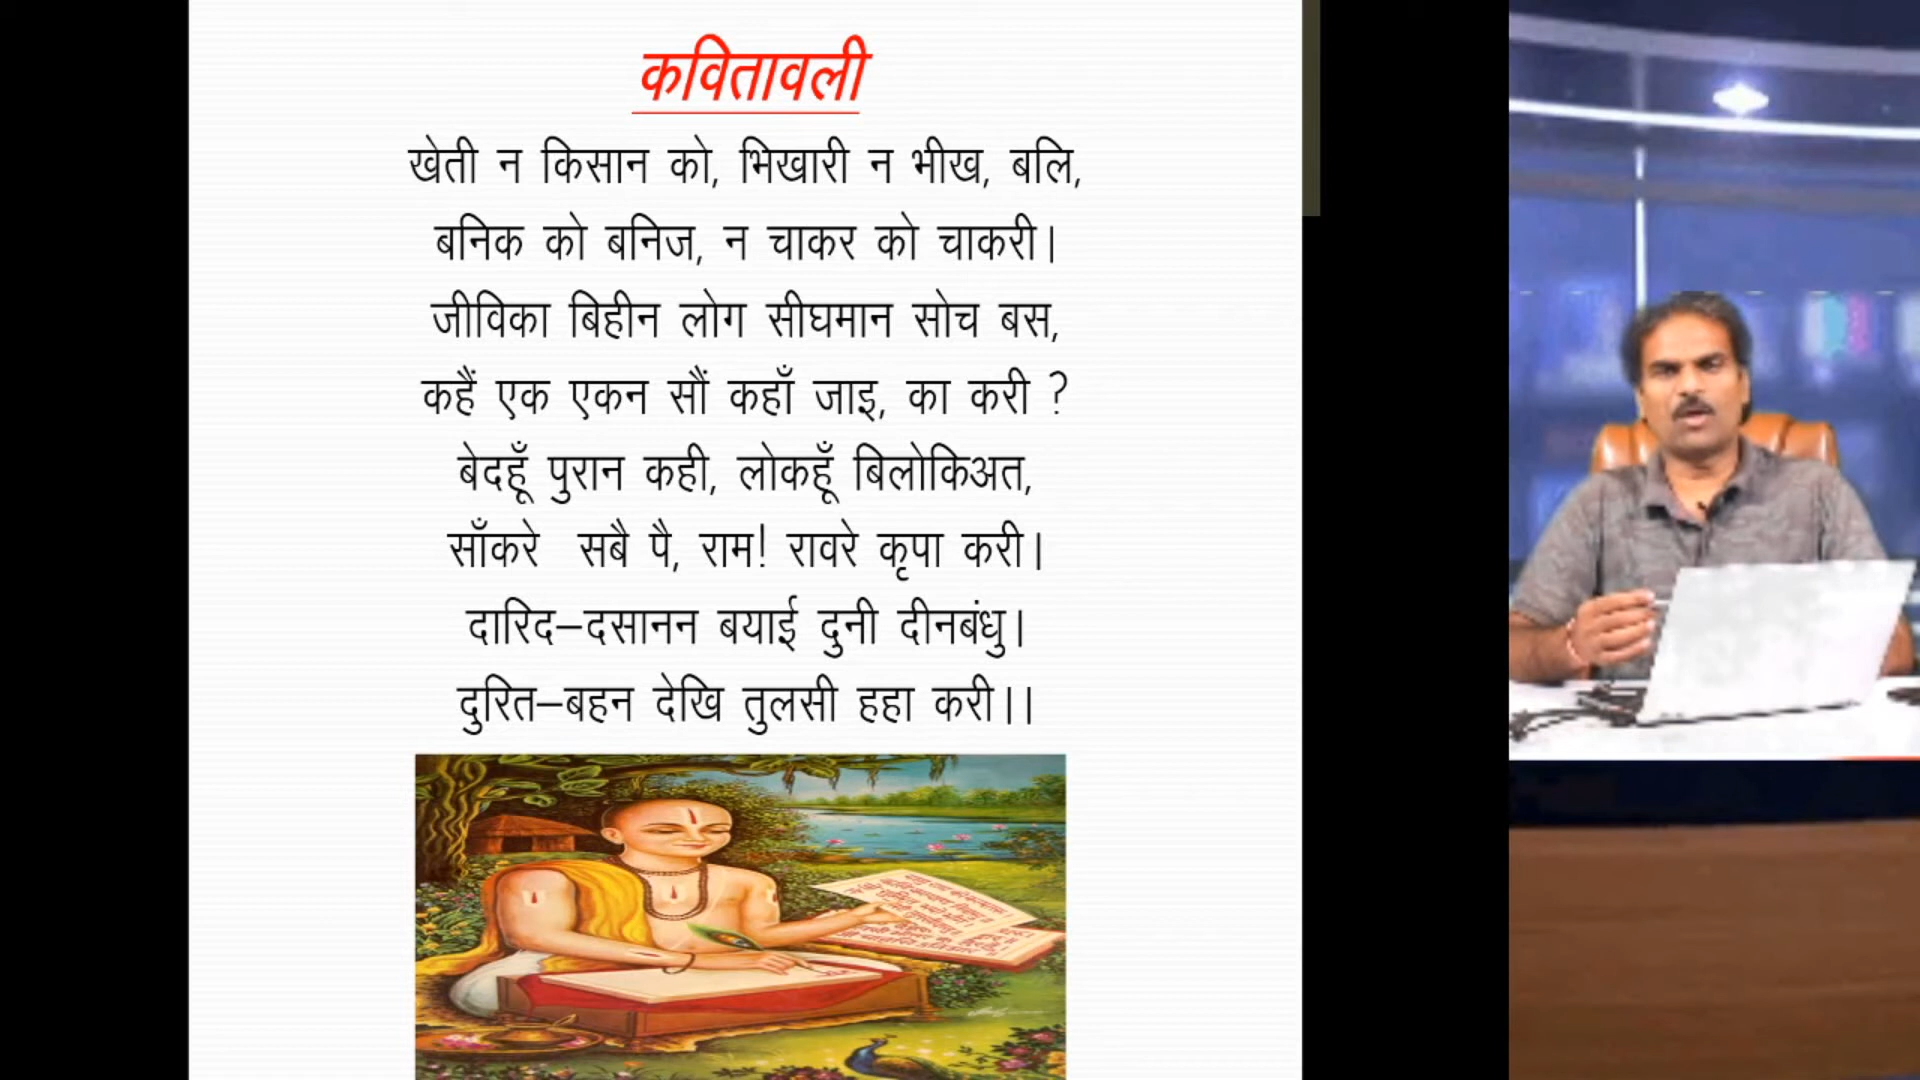 कवितावली
खेती न किसान को, भिखारी न भीख, बलि,
बनिक को बनिज, न चाकर को चाकरी।
जीविका बिहीन लोग सीघमान सोच बस,
कहैं एक एकन सौं कहाँ जाइ, का करी ?
बेदहूँ पुरान कही, लोकहूँ बिलोकिअत,
साँकरे सबै पै, राम! रावरे कृपा करी।
दारिद–दसानन बयाई दुनी दीनबंधु।
दुरित–बहन देखि तुलसी हहा करी।।